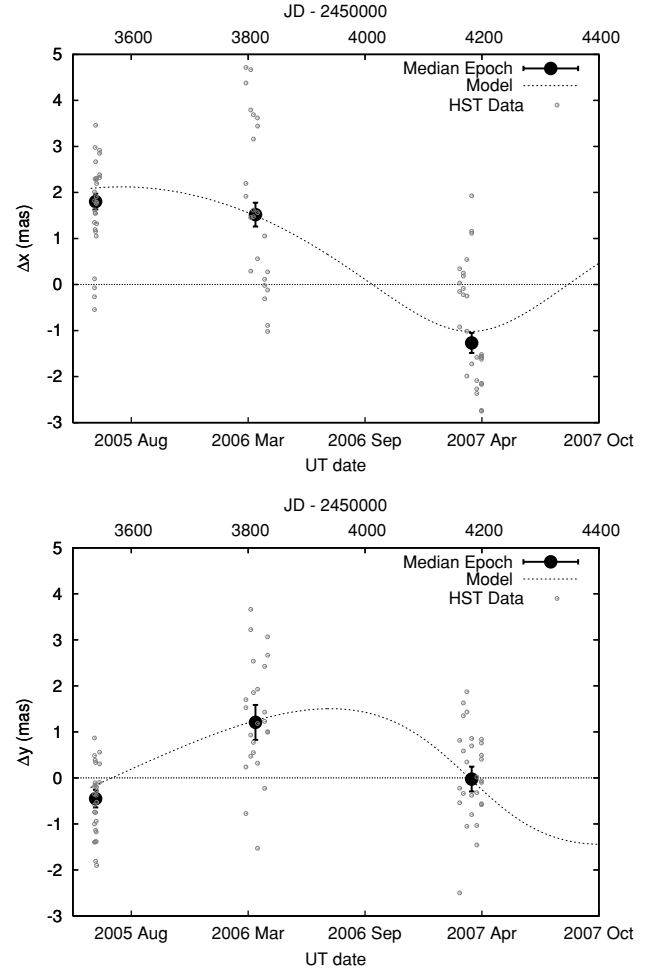 JD - 2450000
3600 3800 4000 4200 4400
5
4
3
2
1
0
-1
-2
-3
Δx (mas)
Median Epoch
Model
HST Data
2005 Aug 2006 Mar 2006 Sep 2007 Apr 2007 Oct
UT date
JD - 2450000
3600 3800 4000 4200 4400
5
4
3
2
1
0
-1
-2
-3
Δy (mas)
Median Epoch
Model
HST Data
2005 Aug 2006 Mar 2006 Sep 2007 Apr 2007 Oct
UT date